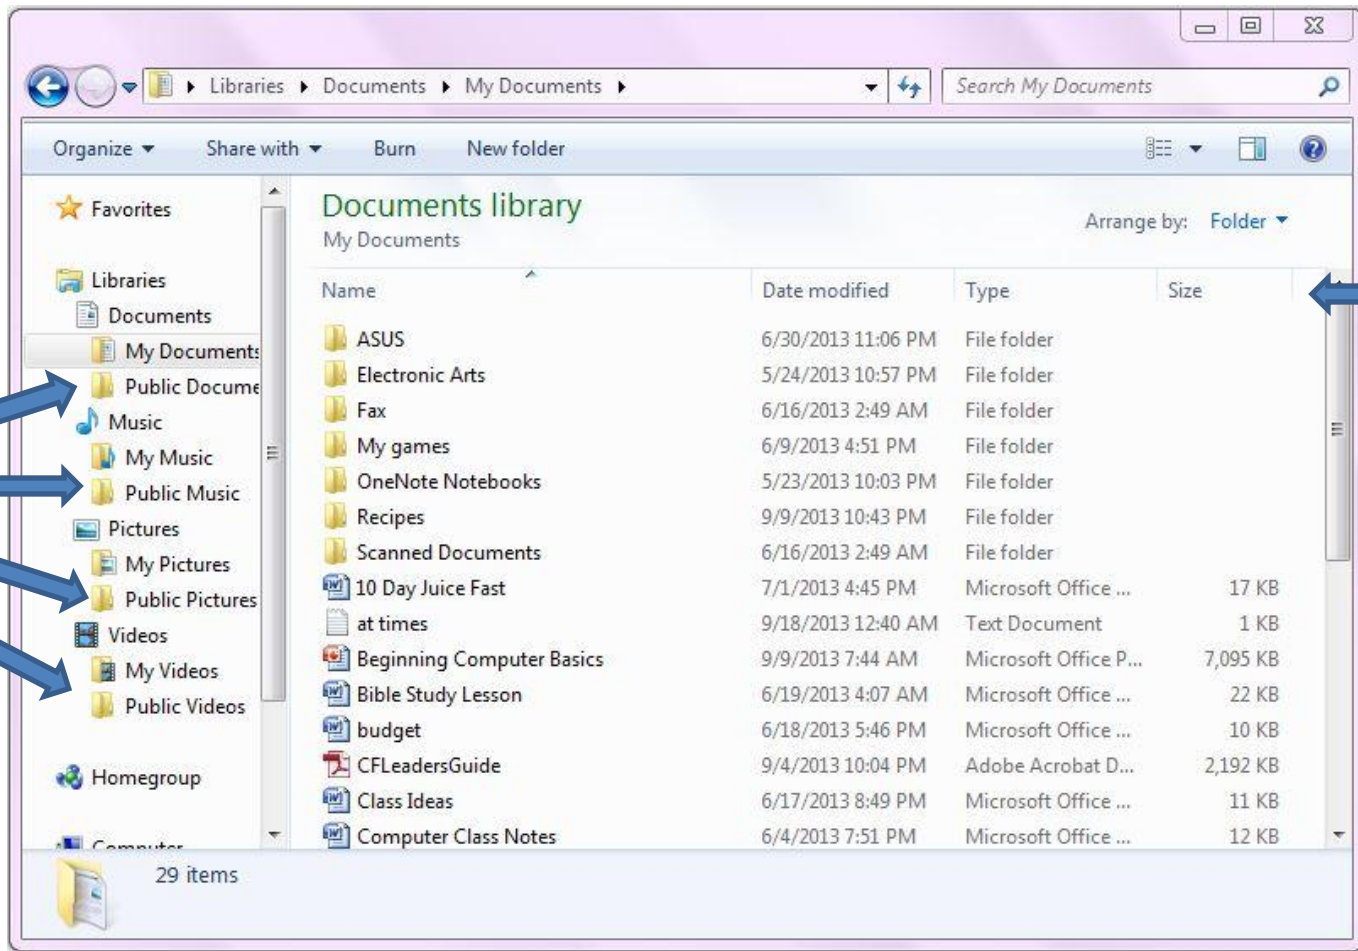 Libraries Documents My Documents
Search My Documents
Organize Share with Burn New folder
Favorites
Libraries
Documents
My Documents
Public Docume
Music
My Music
Public Music
Pictures
My Pictures
Public Pictures
Videos
My Videos
Public Videos
Homegroup
Computer
Documents library
My Documents
Arrange by: Folder
Name Date modified Type Size
ASUS 6/30/2013 11:06 PM File folder
Electronic Arts 5/24/2013 10:57 PM File folder
Fax 6/16/2013 2:49 AM File folder
My games 6/9/2013 4:51 PM File folder
OneNote Notebooks 5/23/2013 10:03 PM File folder
Recipes 9/9/2013 10:43 PM File folder
Scanned Documents 6/16/2013 2:49 AM File folder
10 Day Juice Fast 7/1/2013 4:45 PM Microsoft Office ... 17 KB
at times 9/18/2013 12:40 AM Text Document 1 KB
Beginning Computer Basics 9/9/2013 7:44 AM Microsoft Office P... 7,095 KB
Bible Study Lesson 6/19/2013 4:07 AM Microsoft Office ... 22 KB
budget 6/18/2013 5:46 PM Microsoft Office ... 10 KB
CFLeadersGuide 9/4/2013 10:04 PM Adobe Acrobat D... 2,192 KB
Class Ideas 6/17/2013 8:49 PM Microsoft Office ... 11 KB
Computer Class Notes 6/4/2013 7:51 PM Microsoft Office ... 12 KB
29 items